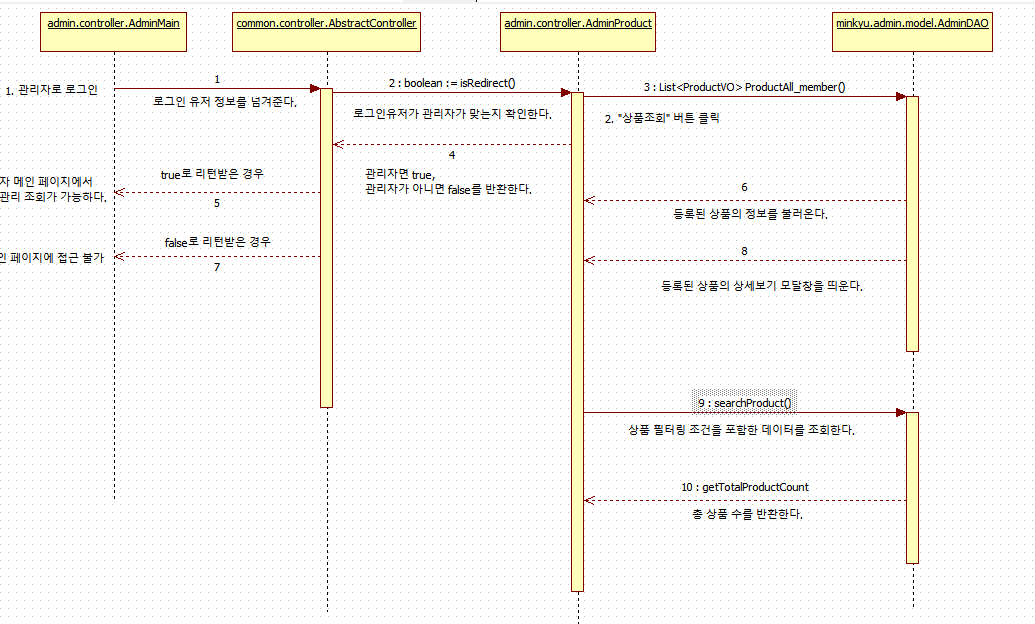 admin.controller.AdminMain
common.controller.AbstractController
admin.controller.AdminProduct
minkyu.admin.model.AdminDAO
1. 관리자로 로그인
1
로그인 유저 정보를 넘겨준다.
2 : boolean := isRedirect()
로그인유저가 관리자가 맞는지 확인한다.
3 : List<ProductVO> ProductAll_member()
2. "상품조회" 버튼 클릭
4
관리자면 true,
관리자가 아니면 false를 반환한다.
true로 리턴받은 경우
5
자 메인 페이지에서
관리 조회가 가능하다.
6
등록된 상품의 정보를 불러온다.
false로 리턴받은 경우
7
인 페이지에 접근 불가
8
등록된 상품의 상세보기 모달창을 띄운다.
9 : searchProduct()
상품 필터링 조건을 포함한 데이터를 조회한다.
10 : getTotalProductCount
총 상품 수를 반환한다.